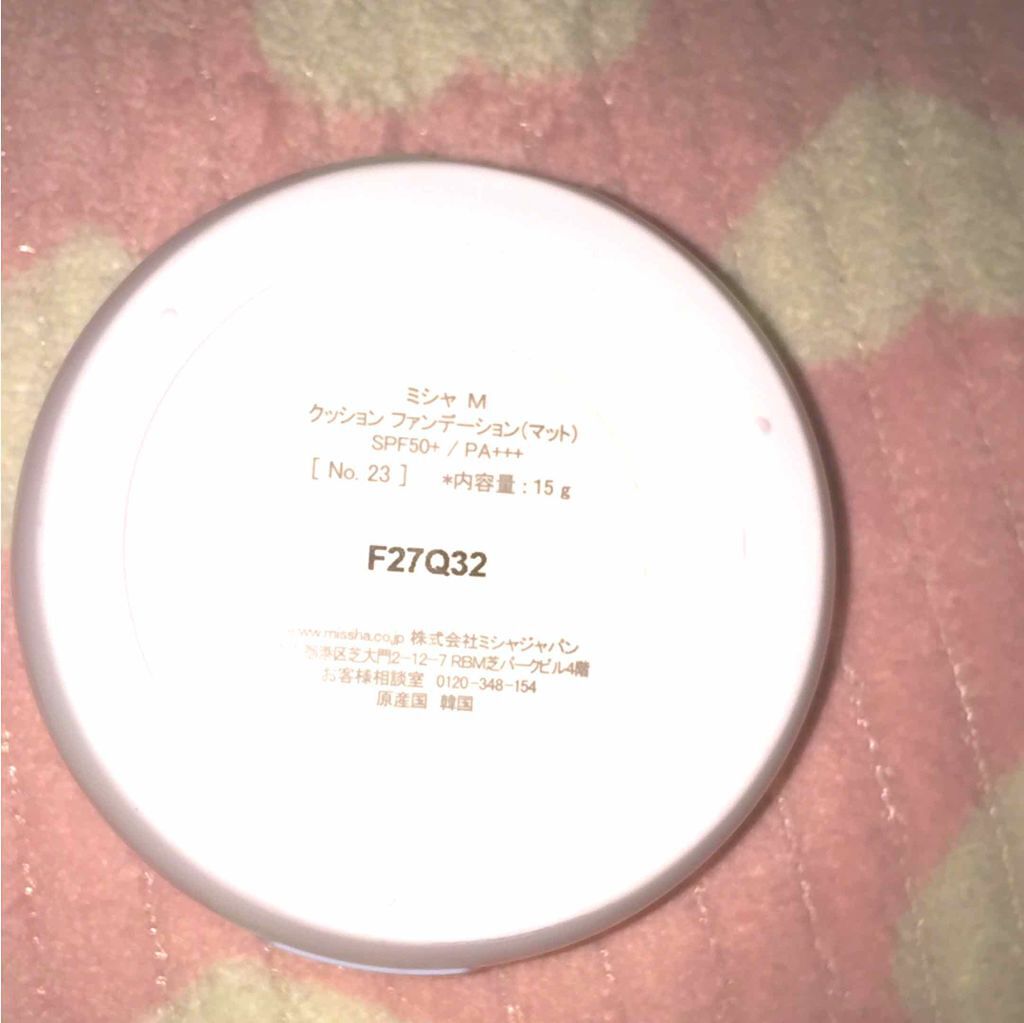 ミシャ M
クッション ファンデーション(マット)
SPF50+ / PA+++
[ No. 23 ] *内容量 : 15 g
F27Q32
www.missha.co.jp 株式会社ミシャジャパン
港区芝大門2-12-7 RBM芝パークビル4階
お客様相談室 0120-348-154
原産国 韓国